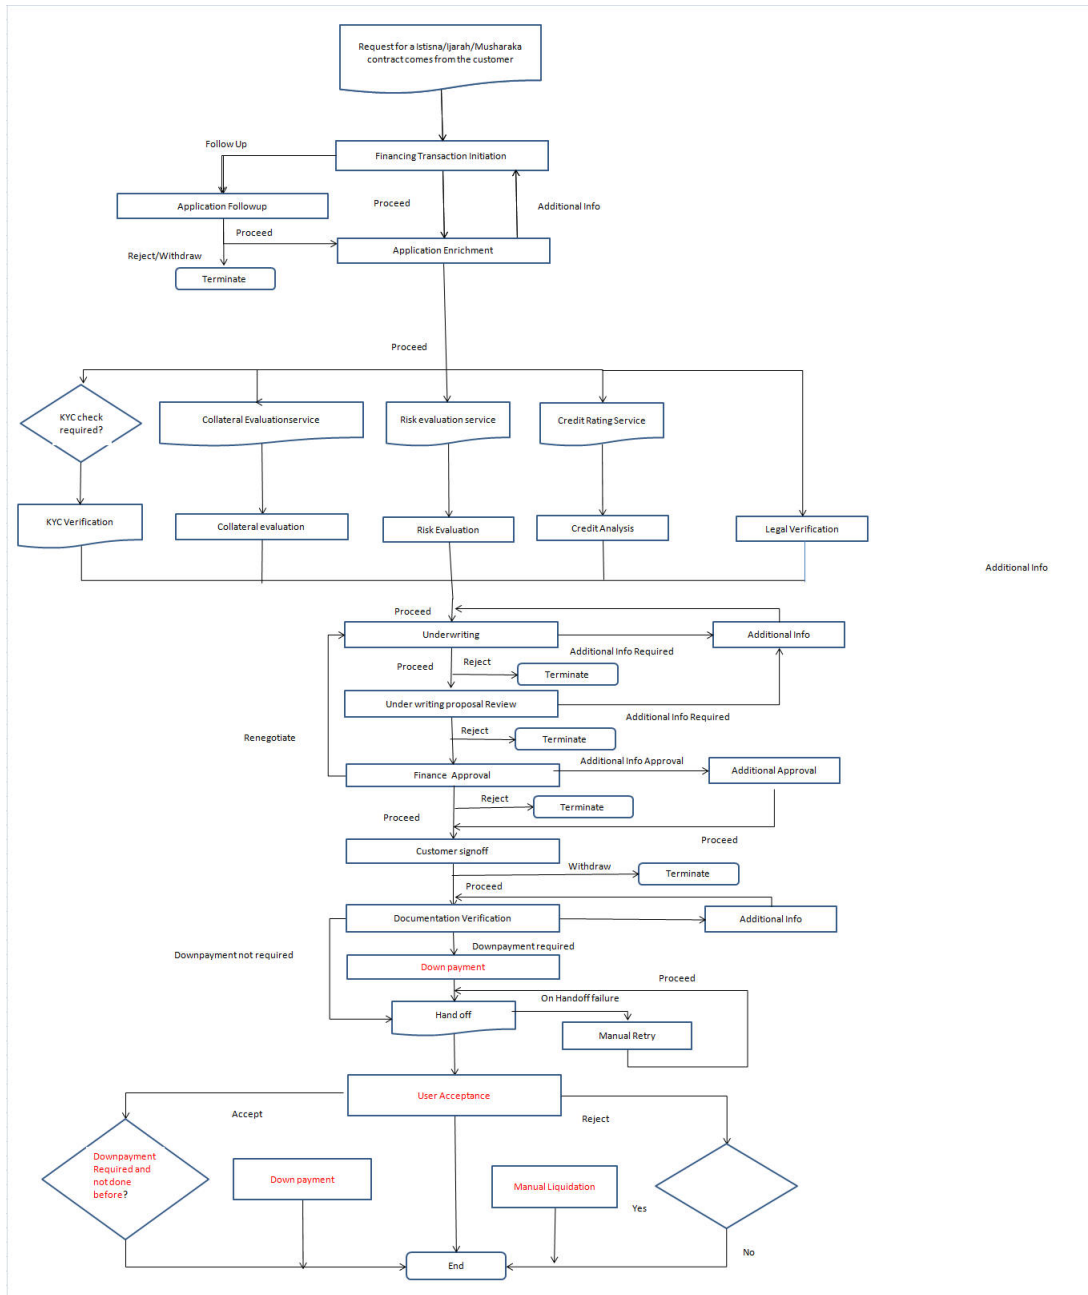 Request for a Istisna/Ijarah/Musharaka
contract comes from the customer
Follow Up
Financing Transaction Initiation
Proceed
Additional Info
Application Followup
Proceed
Application Enrichment
Reject/Withdraw
Terminate
Proceed
KYC check
required?
Collateral Evaluationservice
Risk evaluation service
Credit Rating Service
KYC Verification
Collateral evaluation
Risk Evaluation
Credit Analysis
Legal Verification
Additional Info
Proceed
Underwriting
Additional Info
Additional Info Required
Proceed
Reject
Terminate
Under writing proposal Review
Additional Info Required
Reject
Terminate
Renegotiate
Additional Info Approval
Finance Approval
Additional Approval
Reject
Terminate
Proceed
Proceed
Customer signoff
Withdraw
Terminate
Proceed
Documentation Verification
Additional Info
Downpayment required
Downpayment not required
Down payment
Proceed
On Handoff failure
Hand off
Manual Retry
User Acceptance
Accept
Reject
Downpayment
Required and
not done
before?
Down payment
Manual Liquidation
Yes
No
End